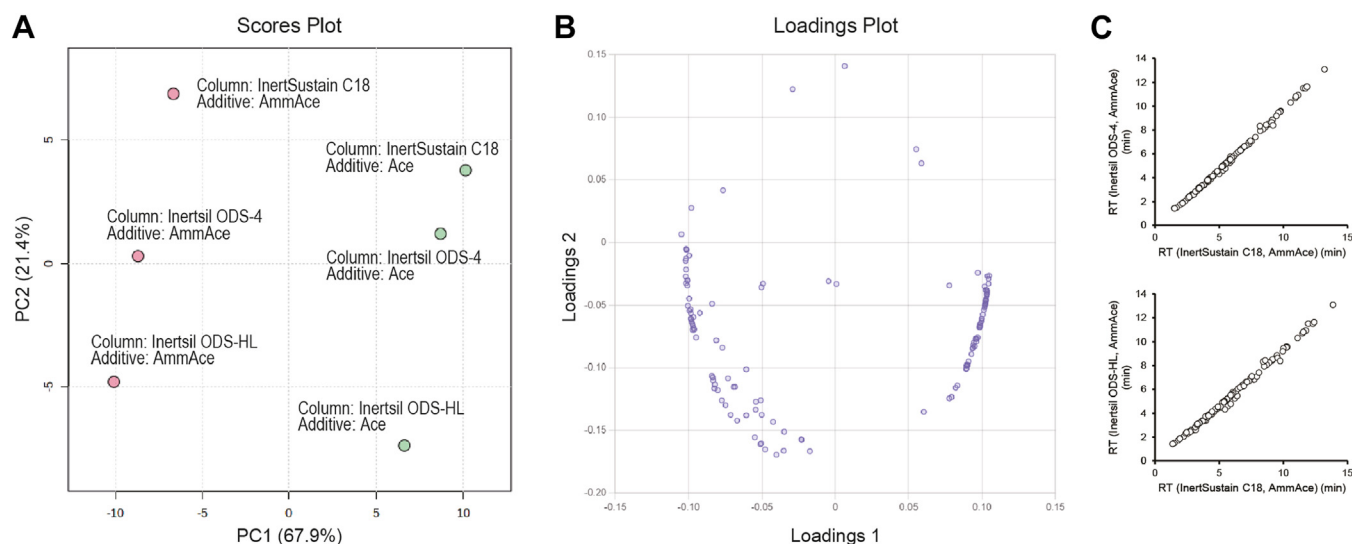 A
Scores Plot
Column: InertSustain C18
Additive: AmmAce
Column: InertSustain C18
Additive: Ace
Column: Inertsil ODS-4
Additive: AmmAce
Column: Inertsil ODS-4
Additive: Ace
Column: Inertsil ODS-HL
Additive: AmmAce
Column: Inertsil ODS-HL
Additive: Ace
PC2 (21.4%)
5
0
-5
-10
-5
0
5
10
PC1 (67.9%)
B
Loadings Plot
Loadings 2
0.15
0.10
0.05
0
-0.05
-0.10
-0.15
-0.20
-0.15
-0.10
-0.05
0
0.05
0.10
0.15
Loadings 1
C
RT (Inertsil ODS-4, AmmAce)
(min)
14
12
10
8
6
4
2
0
0
5
10
15
RT (InertSustain C18, AmmAce) (min)
RT (Inertsil ODS-HL, AmmAce)
(min)
14
12
10
8
6
4
2
0
0
5
10
15
RT (InertSustain C18, AmmAce) (min)